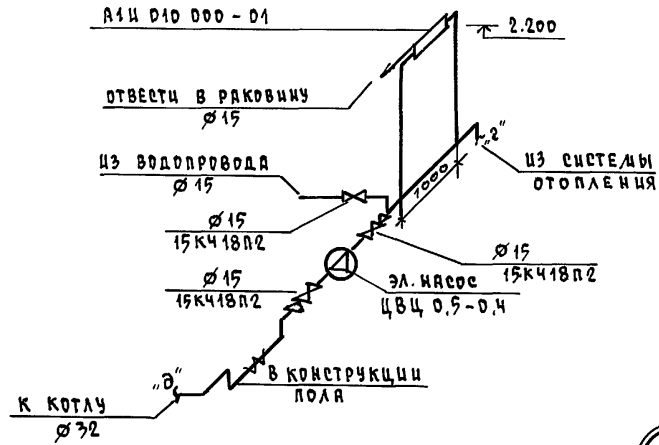 А1Ц 010 000-01
2.200
ОТВЕСТИ В РАКОВИНУ
Ø15
„г"
ИЗ ВОДОПРОВОДА
Ø15
ИЗ СИСТЕМЫ
ОТОПЛЕНИЯ
1000
Ø15
15КЧ18П2
Ø15
15КЧ18П2
Ø15
15КЧ18П2
ЭЛ. НАСОС
ЦВЦ 0,5-0,4
„д"
В КОНСТРУКЦИИ
ПОЛА
К КОТЛУ
Ø32